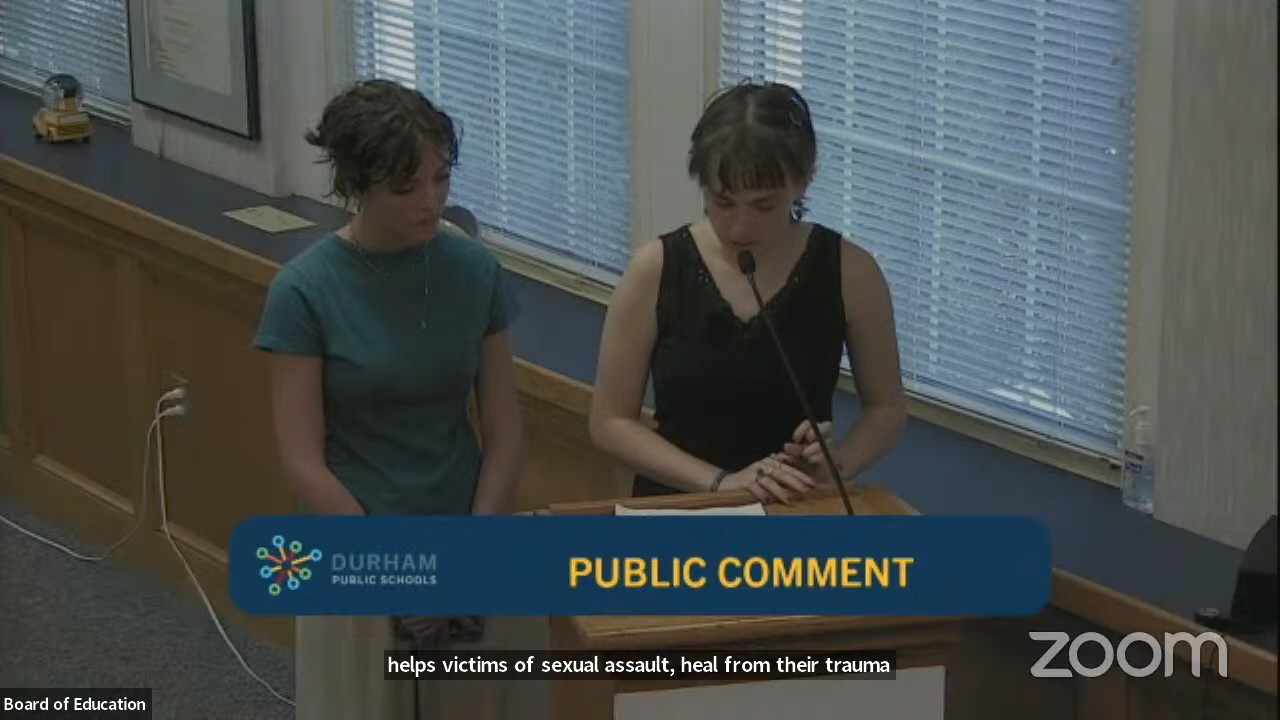 DURHAM
PUBLIC SCHOOLS
PUBLIC COMMENT
zoom
helps victims of sexual assault, heal from their trauma
Board of Education